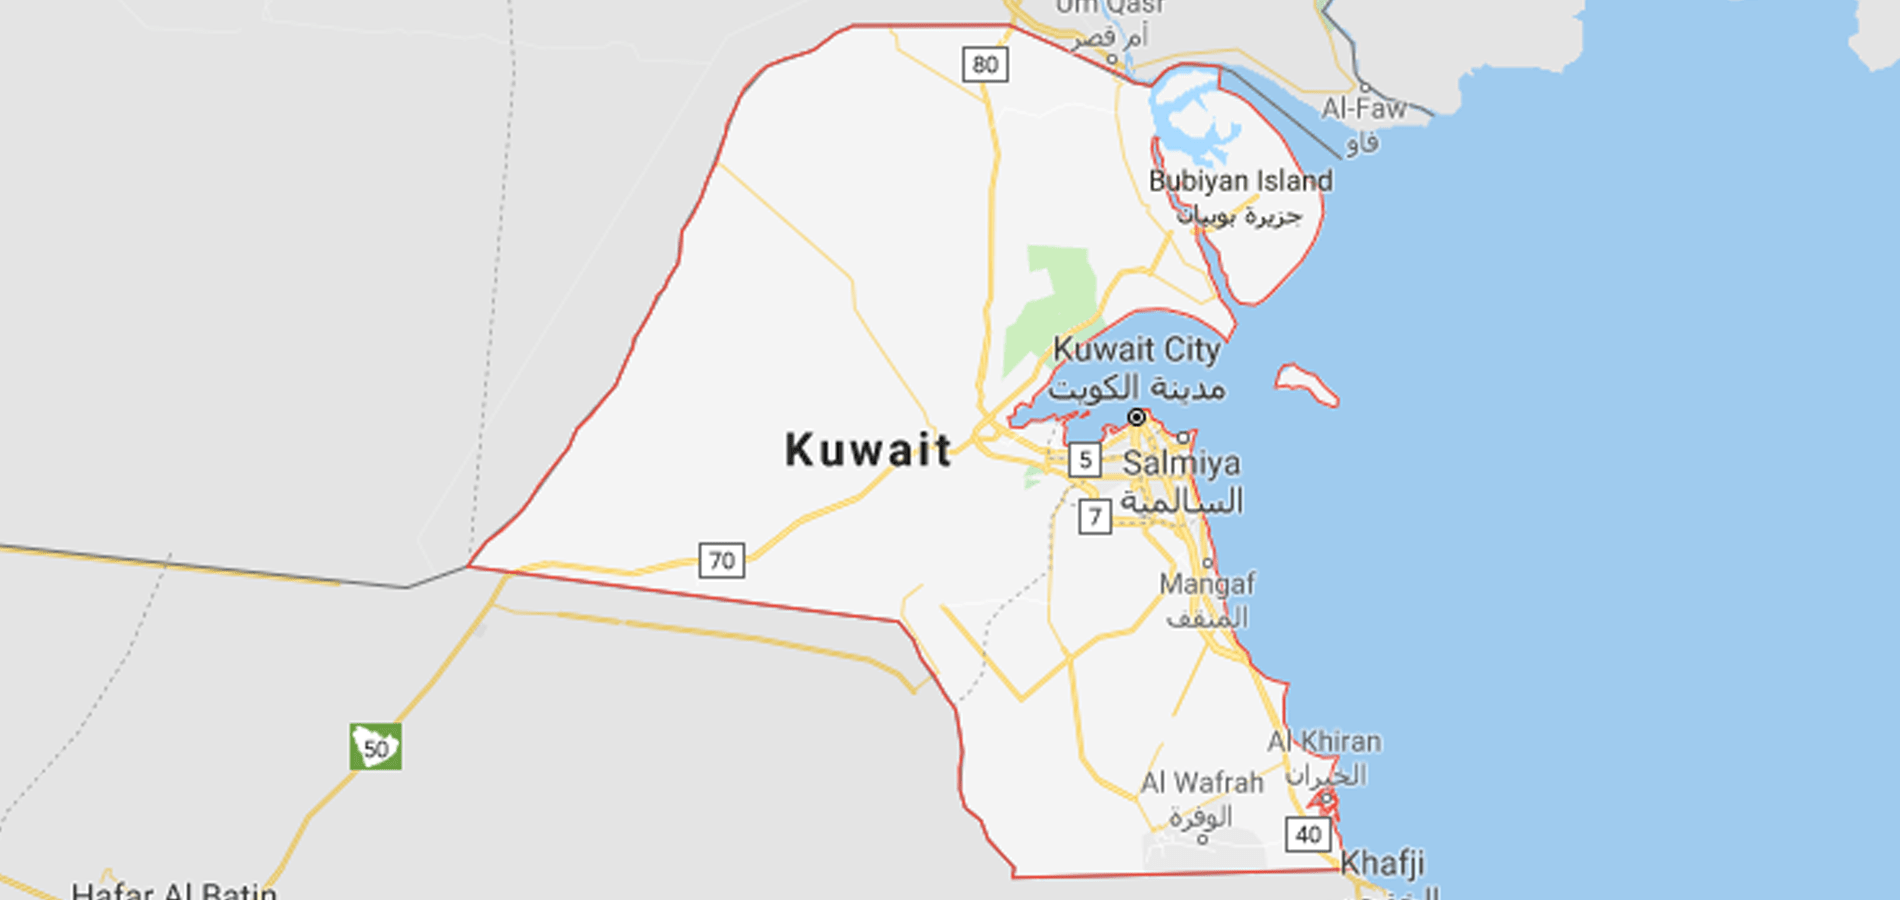 Um Qasr
أم قصر
80
Al-Faw
فاو
Bubiyan Island
جزيرة بوبيان
Kuwait City
مدينة الكويت
Kuwait
5
Salmiya
السالمية
7
70
Mangaf
المنقف
50
Al Khiran
الخيران
Al Wafrah
الوفرة
40
Khafji
Hafar Al Batin